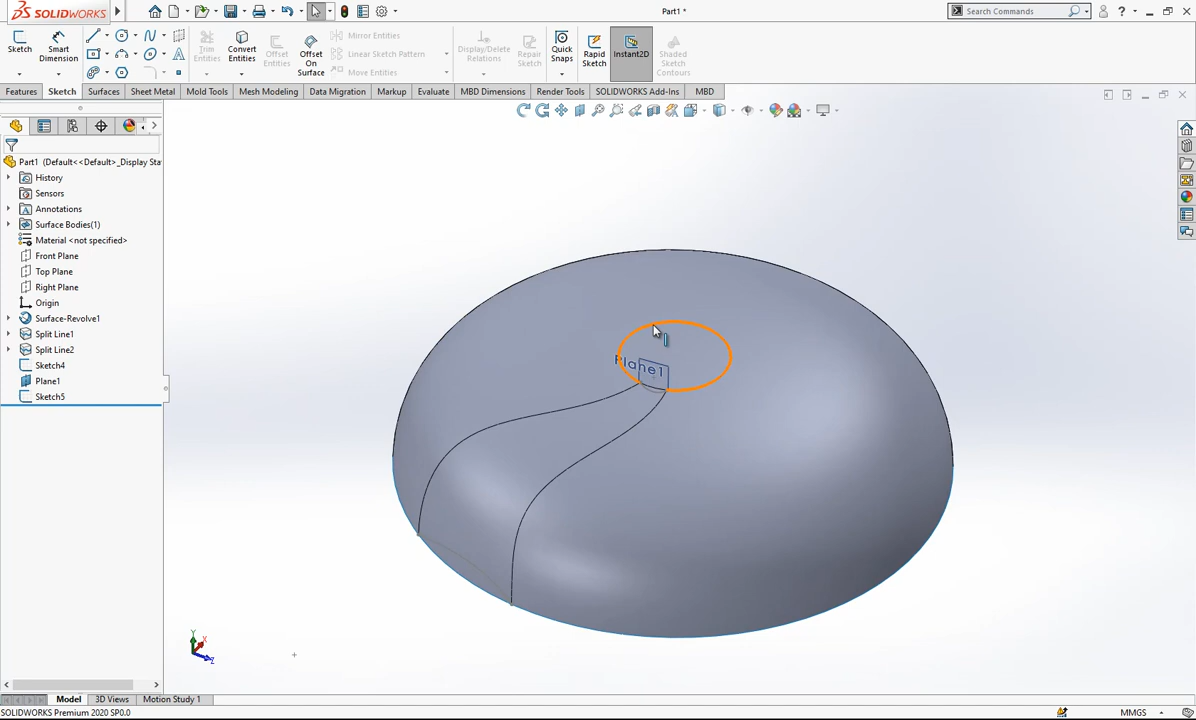 SOLIDWORKS
Part1 *
Search Commands
Sketch
Smart Dimension
Trim Entities
Convert Entities
Offset Entities
Offset On Surface
Mirror Entities
Linear Sketch Pattern
Move Entities
Display/Delete Relations
Repair Sketch
Quick Snaps
Rapid Sketch
Instant2D
Shaded Sketch Contours
Features
Sketch
Surfaces
Sheet Metal
Mold Tools
Mesh Modeling
Data Migration
Markup
Evaluate
MBD Dimensions
Render Tools
SOLIDWORKS Add-Ins
MBD
Part1 (Default<<Default>_Display Sta
History
Sensors
Annotations
Surface Bodies(1)
Material <not specified>
Front Plane
Top Plane
Right Plane
Origin
Surface-Revolve1
Split Line1
Split Line2
Sketch4
Plane1
Sketch5
Plane1
Y
X
Z
Model
3D Views
Motion Study 1
SOLIDWORKS Premium 2020 SP0.0
MMGS